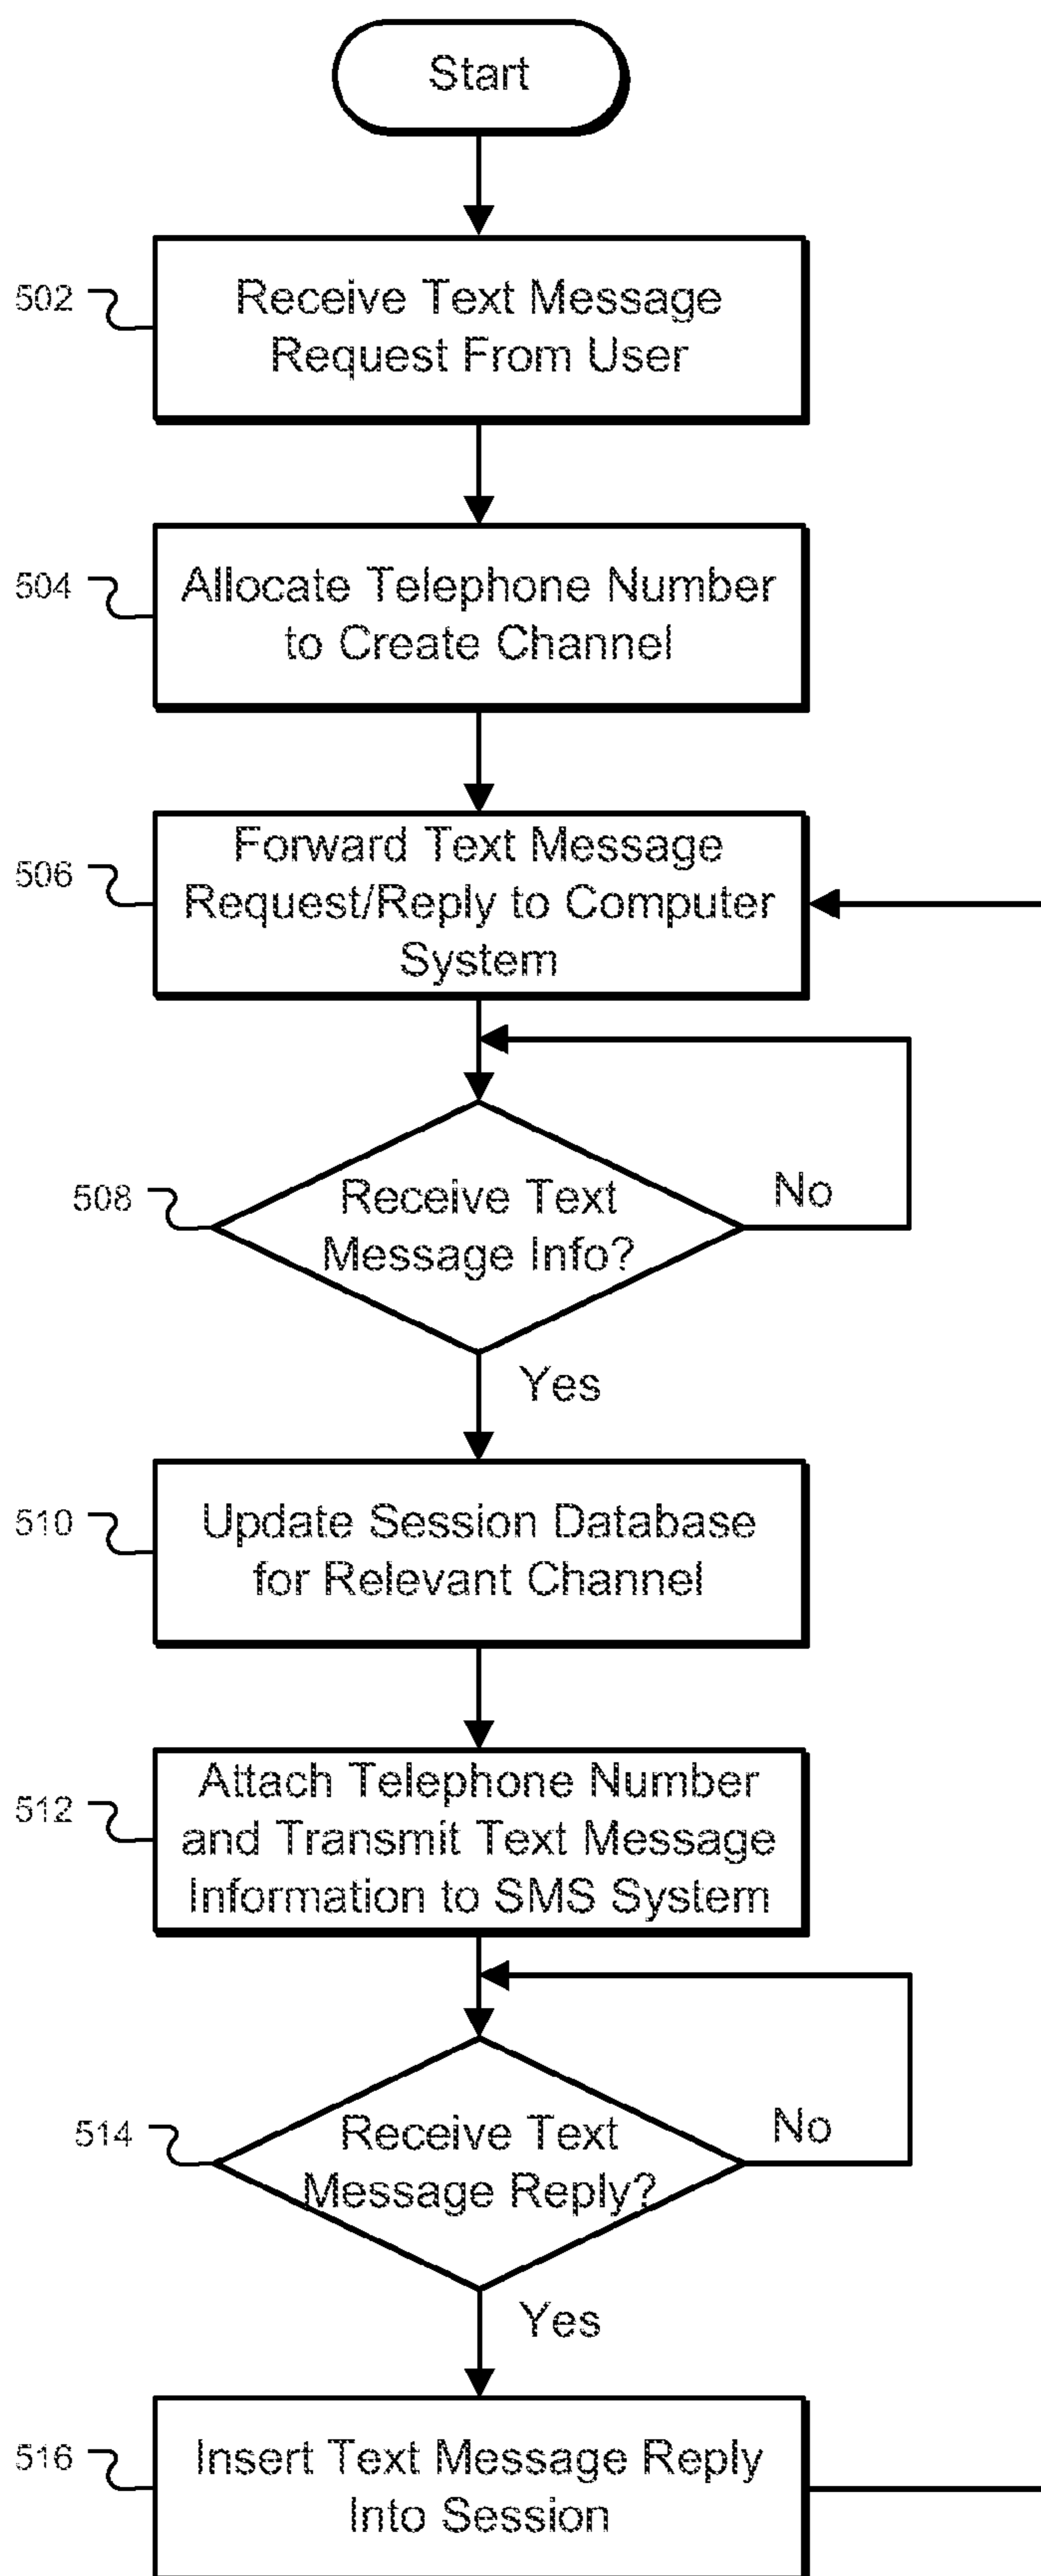 Start
502
Receive Text Message
Request From User
504
Allocate Telephone Number
to Create Channel
506
Forward Text Message
Request/Reply to Computer
System
508
Receive Text
Message Info?
No
Yes
510
Update Session Database
for Relevant Channel
512
Attach Telephone Number
and Transmit Text Message
Information to SMS System
514
Receive Text
Message Reply?
No
Yes
516
Insert Text Message Reply
Into Session